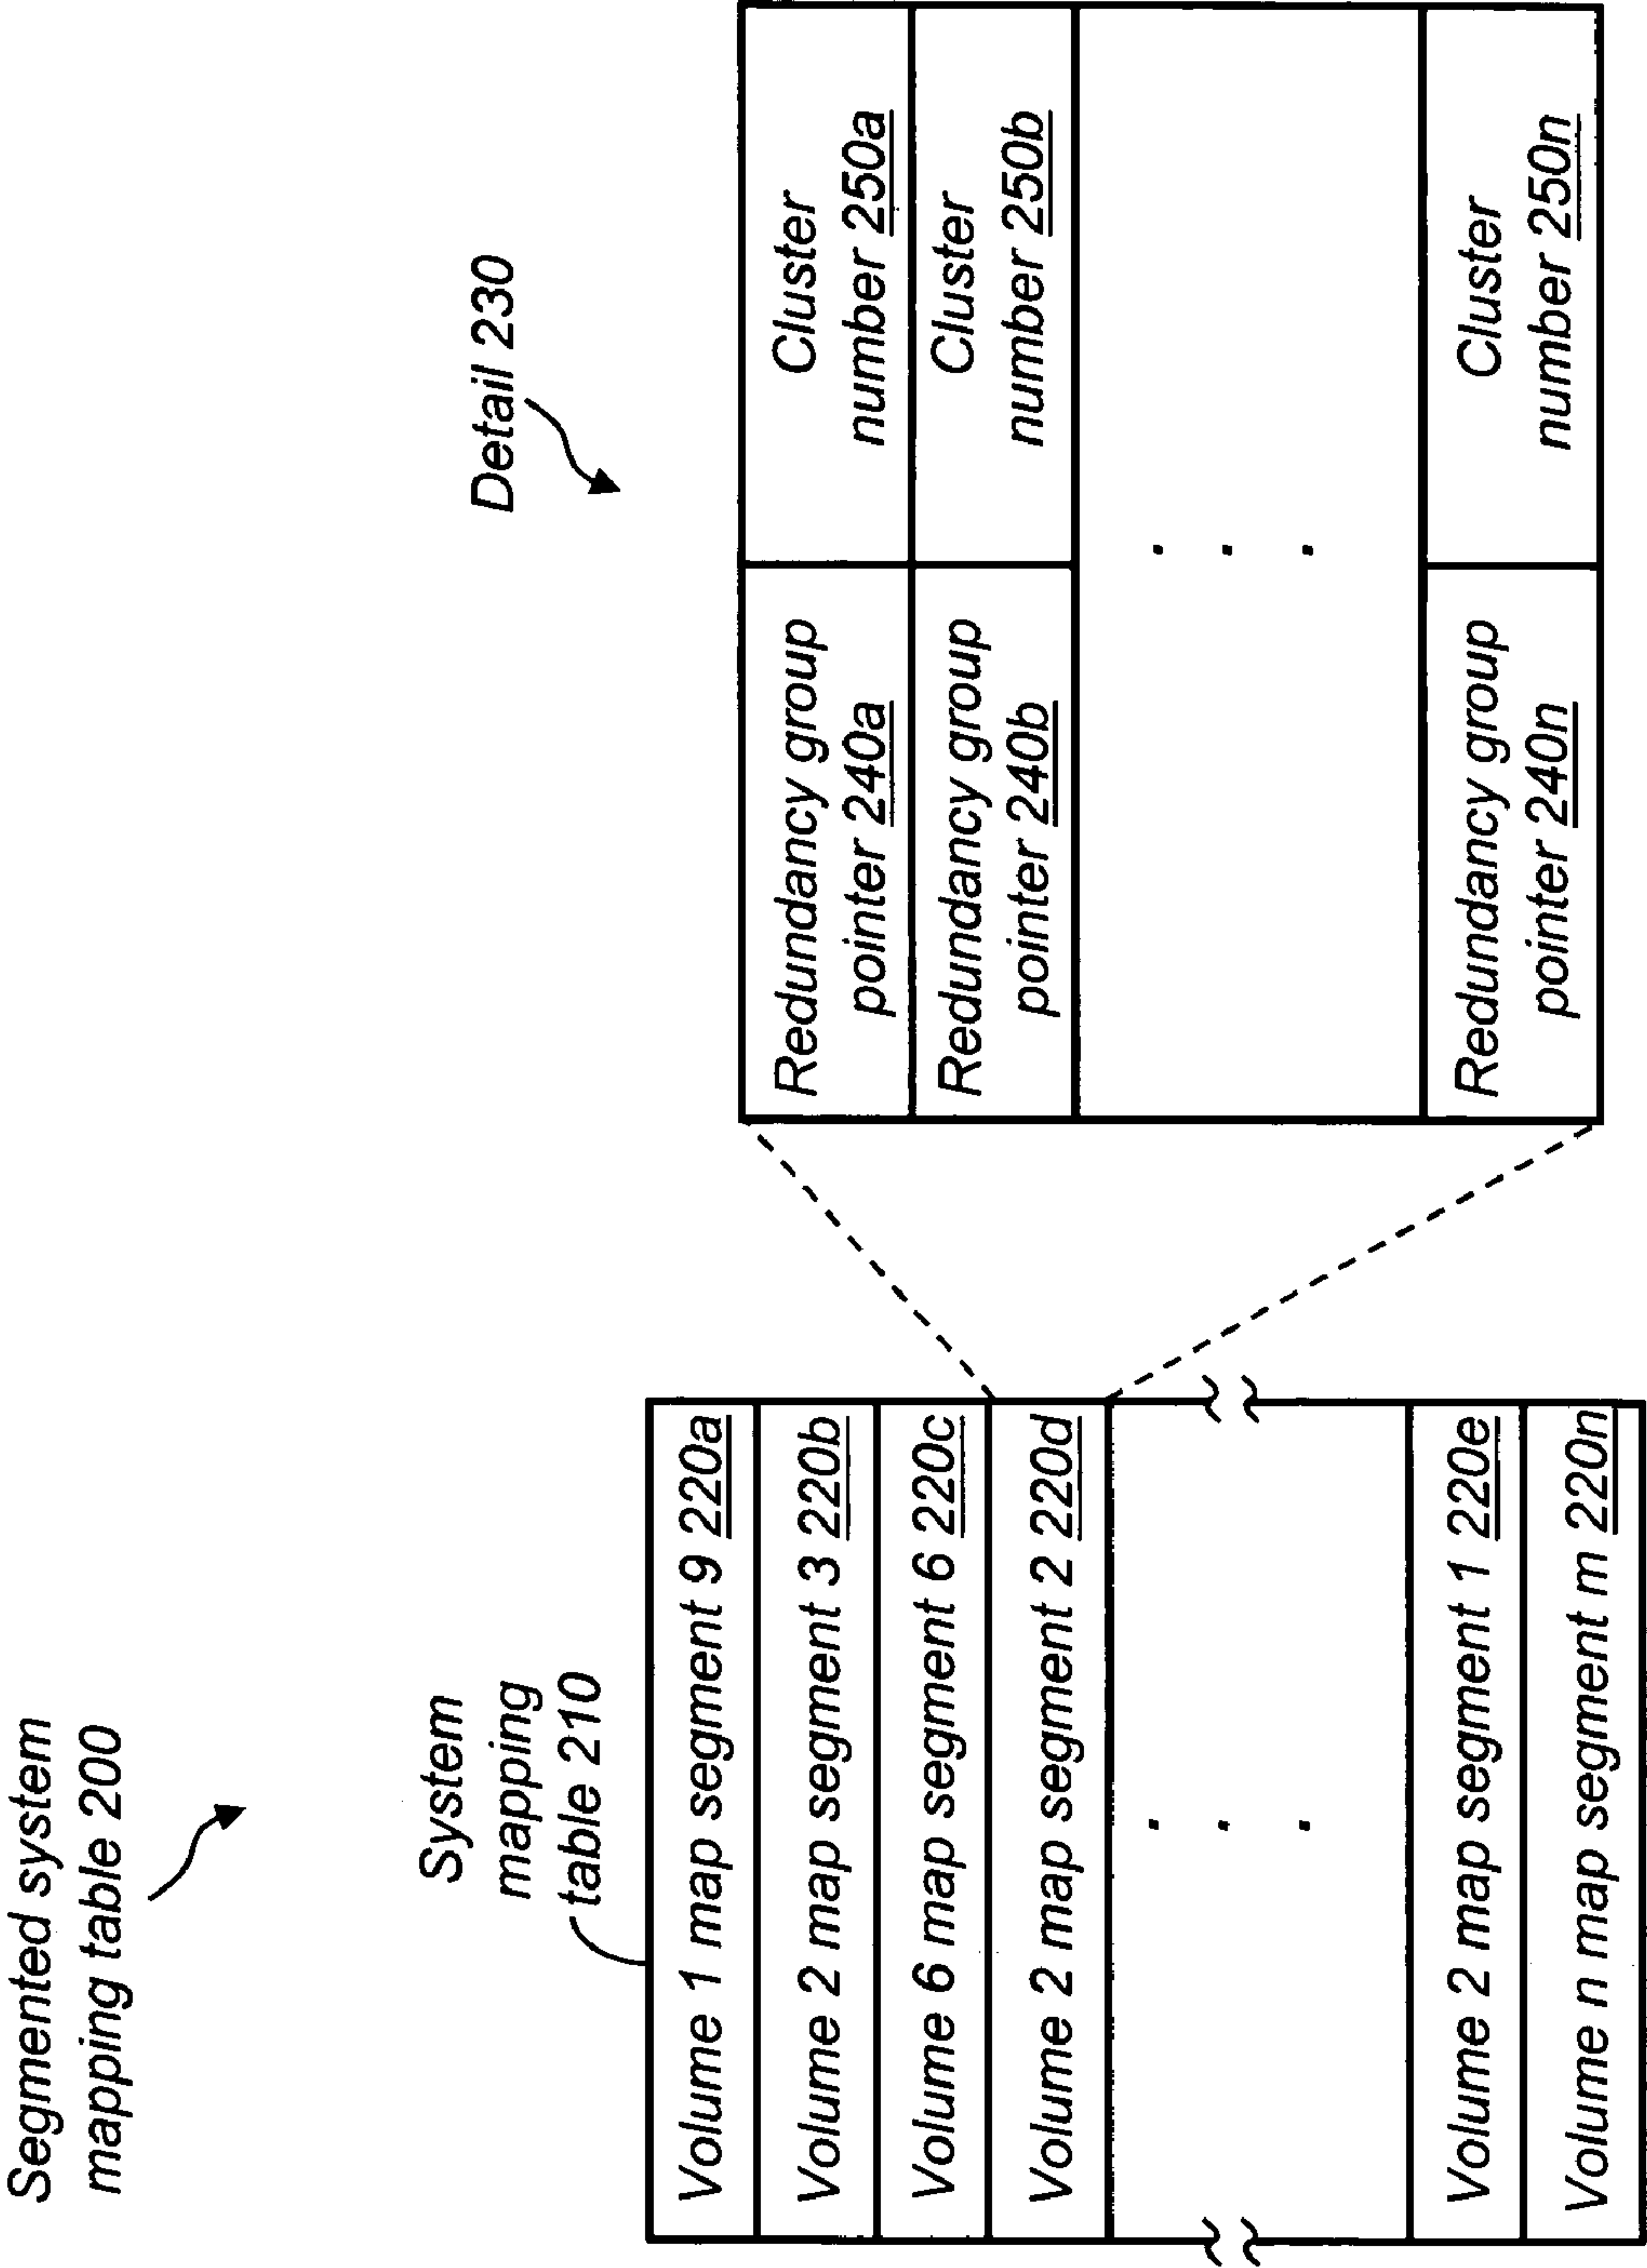 Segmented system
mapping table 200
System
mapping
table 210
Volume 1 map segment 9 220a
Volume 2 map segment 3 220b
Volume 6 map segment 6 220c
Volume 2 map segment 2 220d
.
.
.
Volume 2 map segment 1 220e
Volume n map segment m 220n
Detail 230
Redundancy group
pointer 240a
Cluster
number 250a
Redundancy group
pointer 240b
Cluster
number 250b
.
.
.
Redundancy group
pointer 240n
Cluster
number 250n